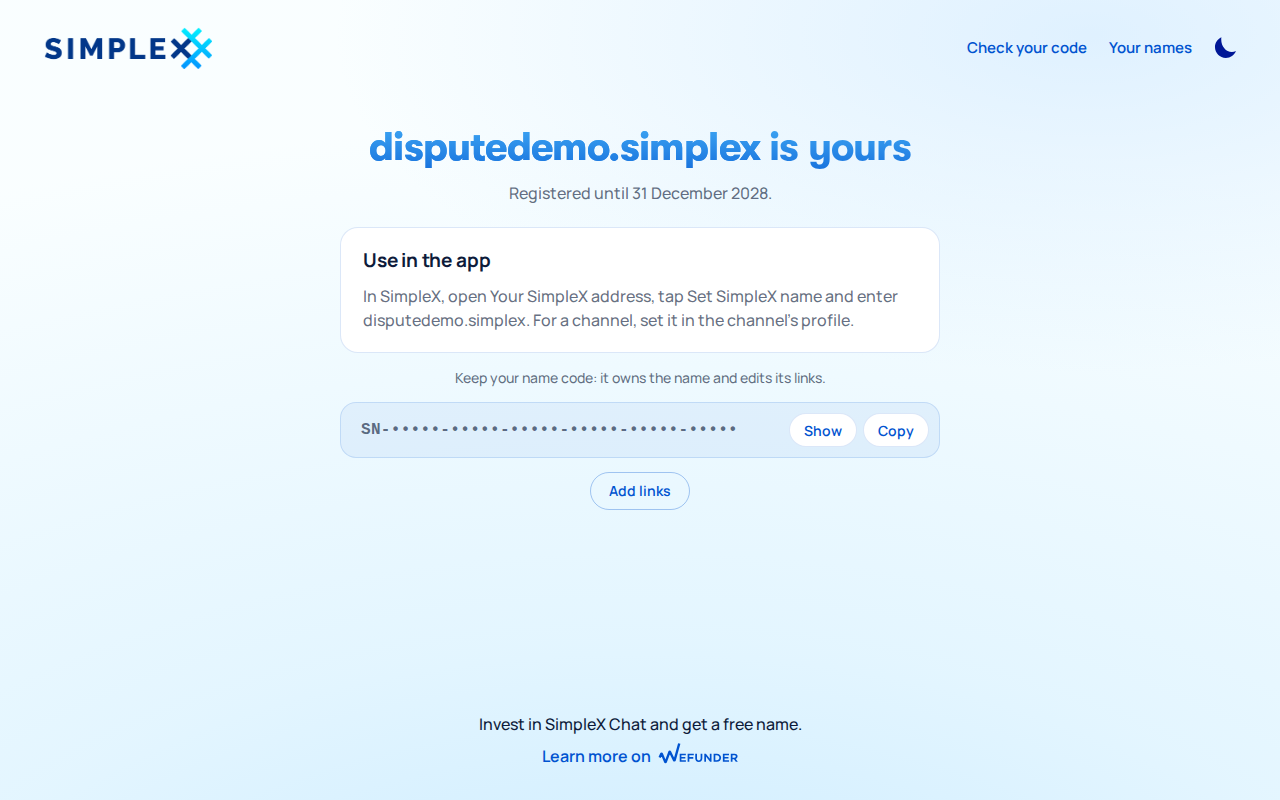 SIMPLEX
Check your code
Your names
disputedemo.simplex is yours
Registered until 31 December 2028.
Use in the app
In SimpleX, open Your SimpleX address, tap Set SimpleX name and enter
disputedemo.simplex. For a channel, set it in the channel's profile.
Keep your name code: it owns the name and edits its links.
SN-•••••-•••••-•••••-•••••-•••••-•••••
Show
Copy
Add links
Invest in SimpleX Chat and get a free name.
Learn more on WEFUNDER